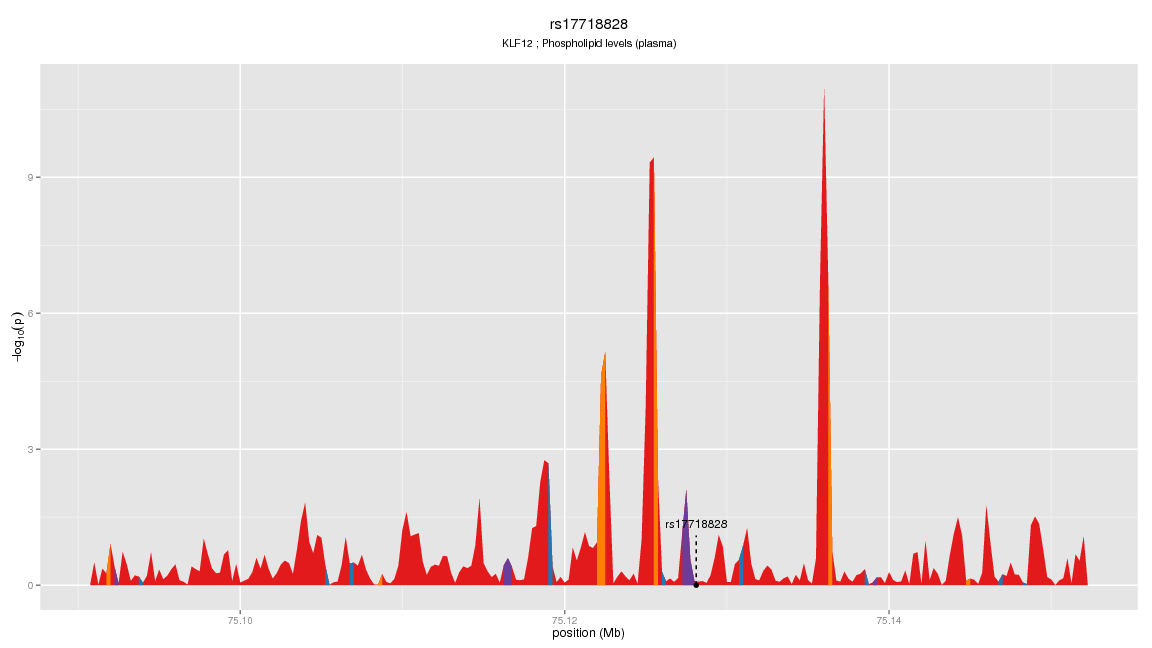 rs17718828
KLF12 ; Phospholipid levels (plasma)
−log10(p)
9
6
3
0
rs17718828
75.10
75.12
75.14
position (Mb)